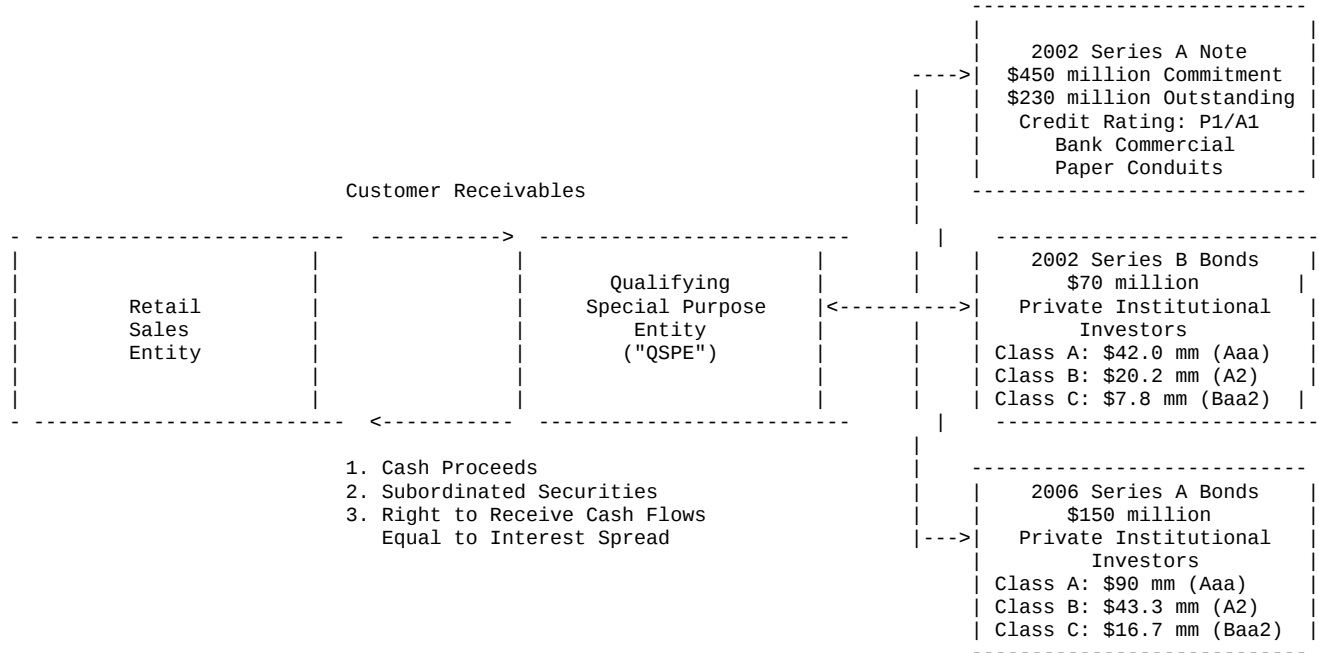 2002 Series A Note
$450 million Commitment
$230 million Outstanding
Credit Rating: P1/A1
Bank Commercial
Paper Conduits
Customer Receivables
Retail
Sales
Entity
Qualifying
Special Purpose
Entity
("QSPE")
2002 Series B Bonds
$70 million
Private Institutional
Investors
Class A: $42.0 mm (Aaa)
Class B: $20.2 mm (A2)
Class C: $7.8 mm (Baa2)
1. Cash Proceeds
2. Subordinated Securities
3. Right to Receive Cash Flows
Equal to Interest Spread
2006 Series A Bonds
$150 million
Private Institutional
Investors
Class A: $90 mm (Aaa)
Class B: $43.3 mm (A2)
Class C: $16.7 mm (Baa2)